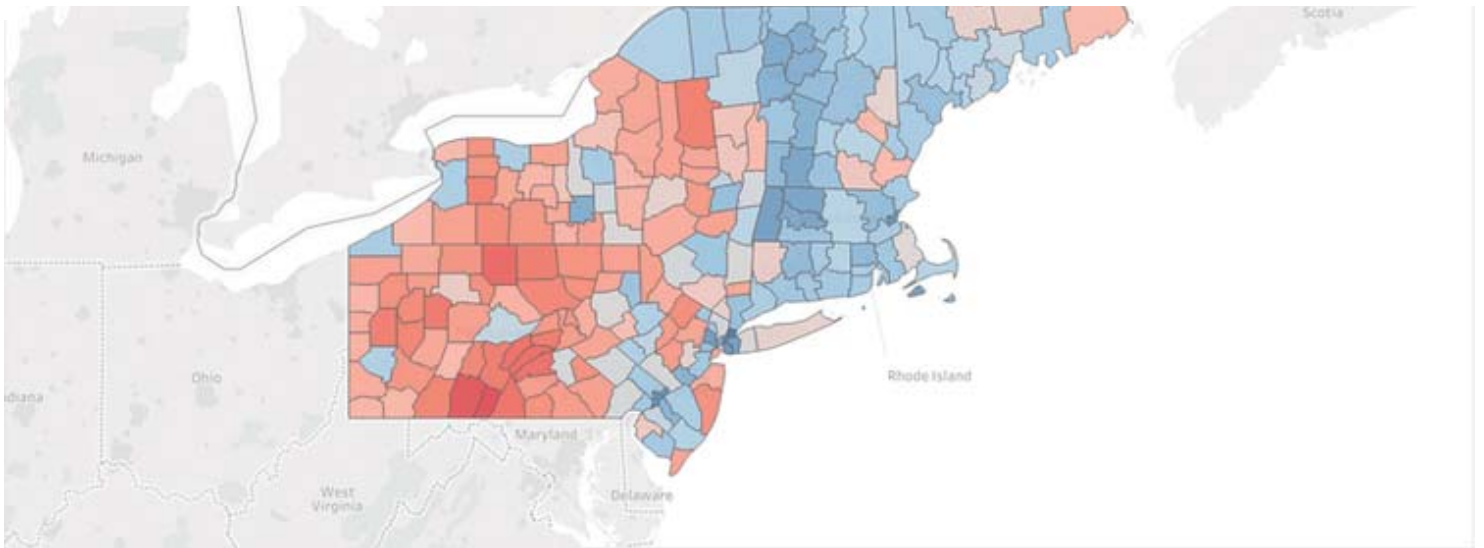 Scotia
Michigan
Ohio
diana
Rhode Island
Maryland
West
Virginia
Delaware